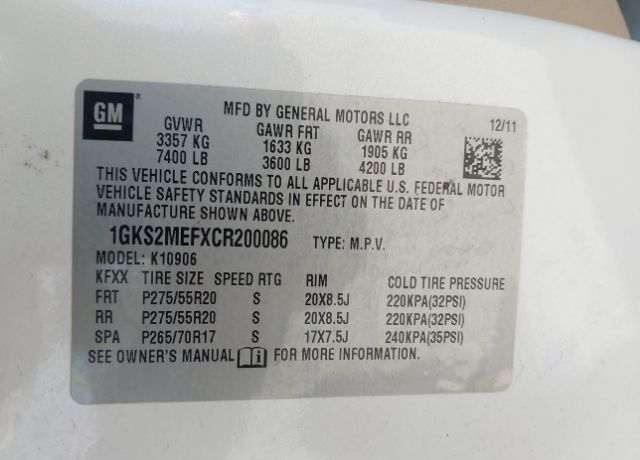 GM
MFD BY GENERAL MOTORS LLC
GVWR GAWR FRT GAWR RR 12/11
3357 KG 1633 KG 1905 KG
7400 LB 3600 LB 4200 LB
THIS VEHICLE CONFORMS TO ALL APPLICABLE U.S. FEDERAL MOTOR
VEHICLE SAFETY STANDARDS IN EFFECT ON THE DATE OF
MANUFACTURE SHOWN ABOVE.
1GKS2MEFXCR200086 TYPE: M.P.V.
MODEL: K10906
KFXX TIRE SIZE SPEED RTG RIM COLD TIRE PRESSURE
FRT P275/55R20 S 20X8.5J 220KPA(32PSI)
RR P275/55R20 S 20X8.5J 220KPA(32PSI)
SPA P265/70R17 S 17X7.5J 240KPA(35PSI)
SEE OWNER'S MANUAL FOR MORE INFORMATION.